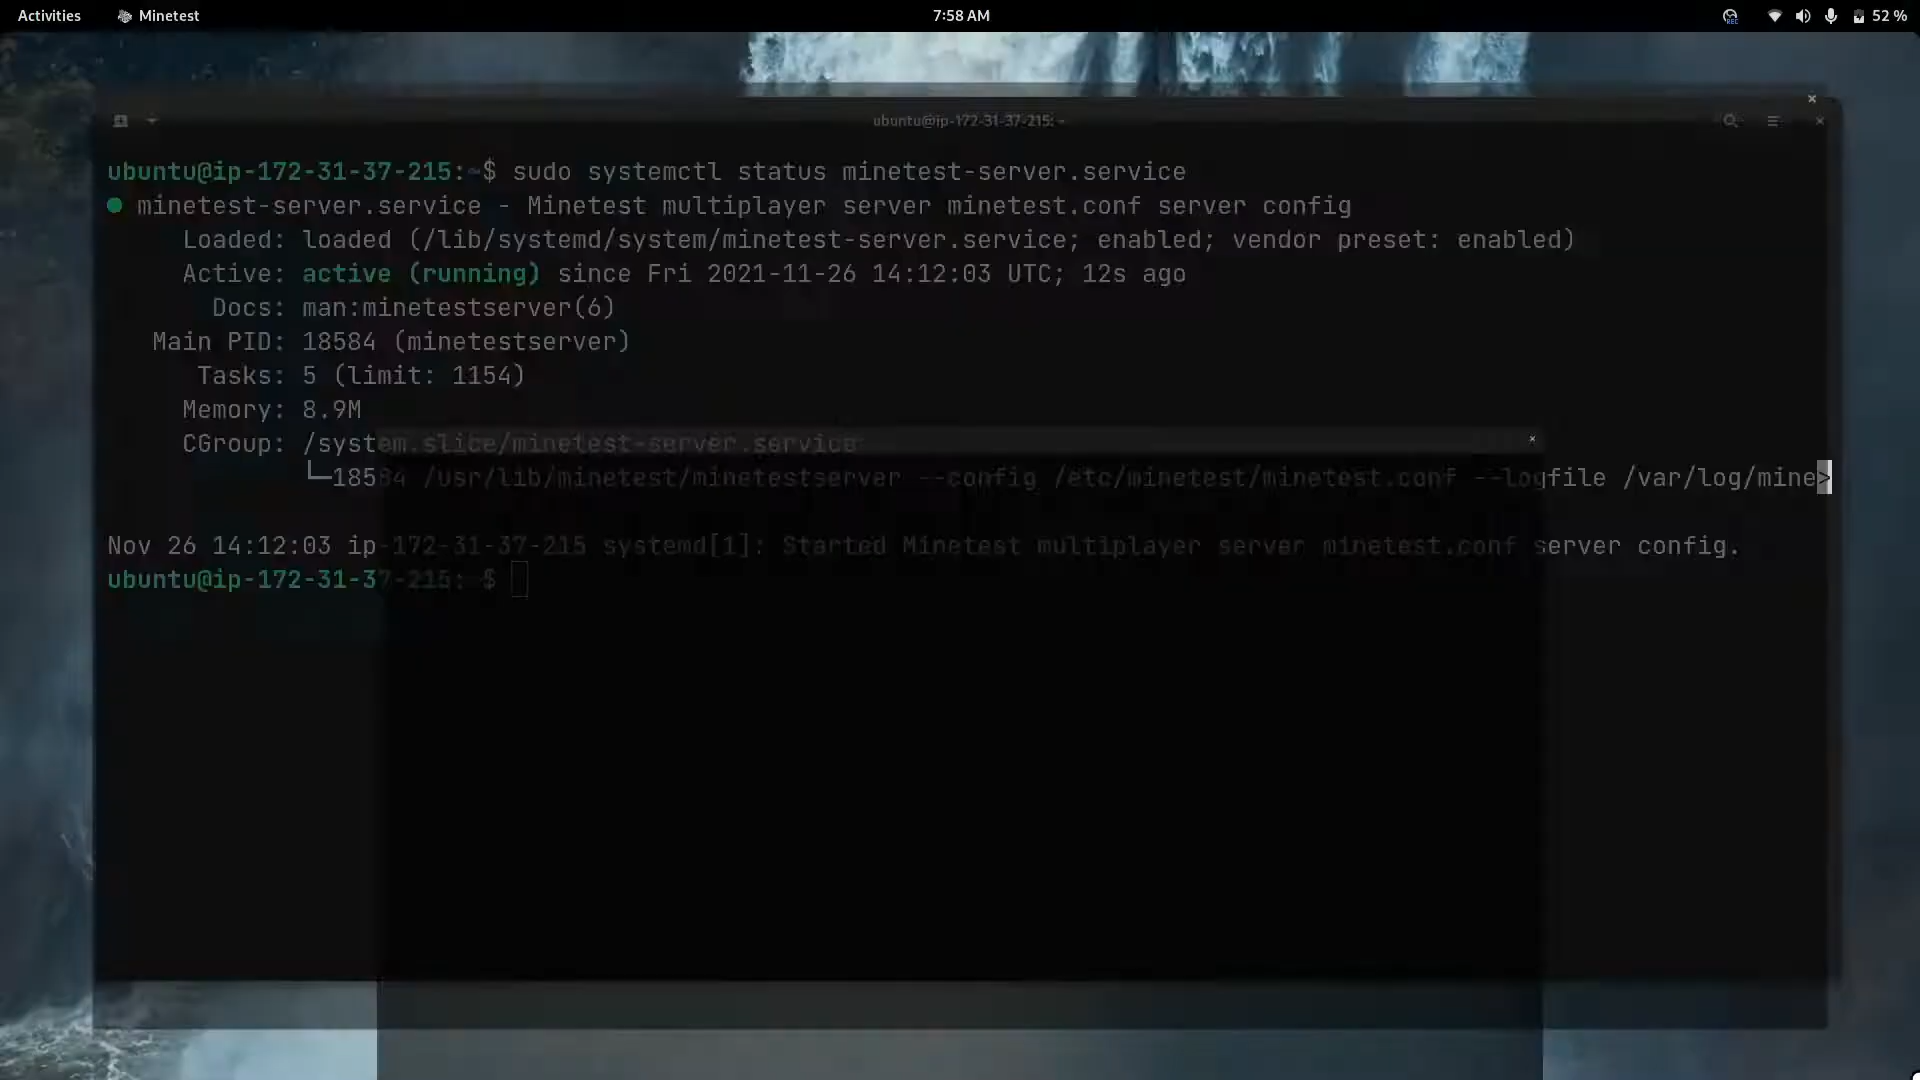 Activities
Minetest
7:58 AM
REC
52 %
ubuntu@ip-172-31-37-215: ~
ubuntu@ip-172-31-37-215:~$ sudo systemctl status minetest-server.service
● minetest-server.service - Minetest multiplayer server minetest.conf server config
Loaded: loaded (/lib/systemd/system/minetest-server.service; enabled; vendor preset: enabled)
Active: active (running) since Fri 2021-11-26 14:12:03 UTC; 12s ago
Docs: man:minetestserver(6)
Main PID: 18584 (minetestserver)
Tasks: 5 (limit: 1154)
Memory: 8.9M
CGroup: /system.slice/minetest-server.service
└─18584 /usr/lib/minetest/minetestserver --config /etc/minetest/minetest.conf --logfile /var/log/mine>
Nov 26 14:12:03 ip-172-31-37-215 systemd[1]: Started Minetest multiplayer server minetest.conf server config.
ubuntu@ip-172-31-37-215:~$